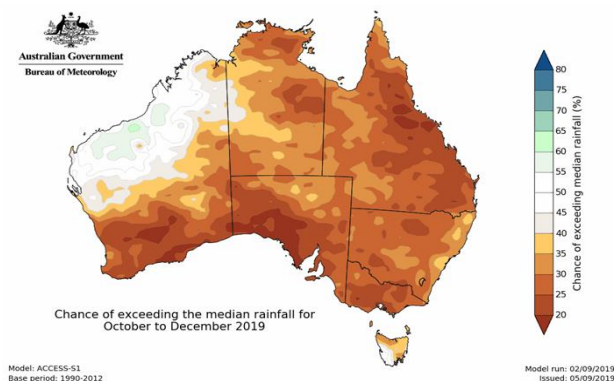 Australian Government
Bureau of Meteorology
80
75
70
65
60
55
50
45
40
35
30
25
20
Chance of exceeding median rainfall (%)
Chance of exceeding the median rainfall for
October to December 2019
Model: ACCESS-S1
Base period: 1990-2012
Model run: 02/09/2019
Issued: 05/09/2019